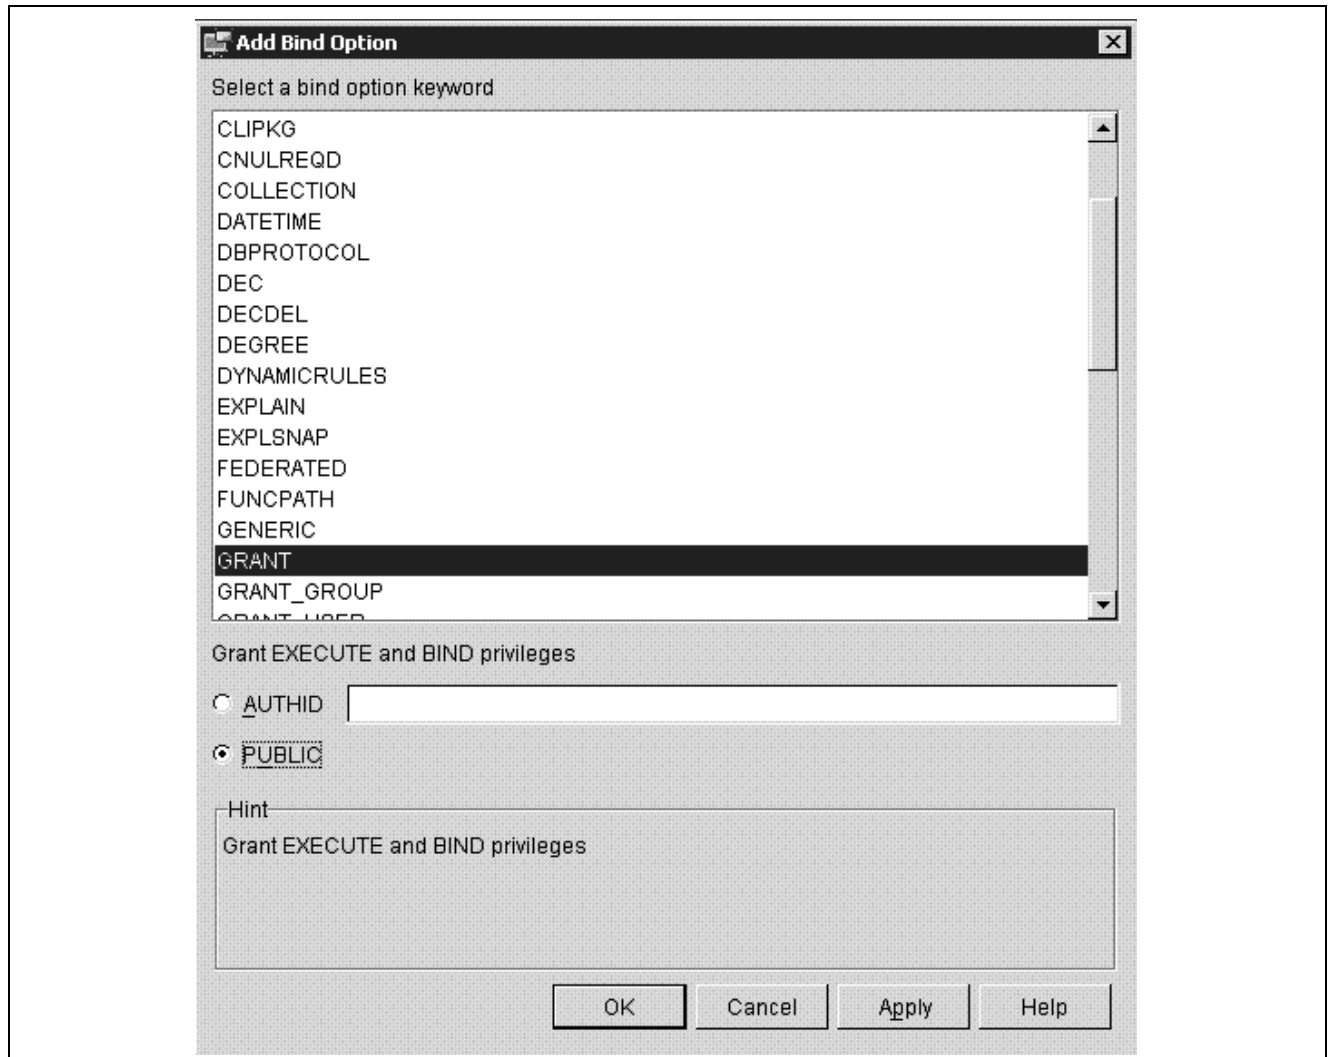 Add Bind Option
Select a bind option keyword
CLIPKG
CNULREQD
COLLECTION
DATETIME
DBPROTOCOL
DEC
DECDEL
DEGREE
DYNAMICRULES
EXPLAIN
EXPLSNAP
FEDERATED
FUNCPATH
GENERIC
GRANT
GRANT_GROUP
GRANT_USER
Grant EXECUTE and BIND privileges
AUTHID
PUBLIC
Hint
Grant EXECUTE and BIND privileges
OK Cancel Apply Help